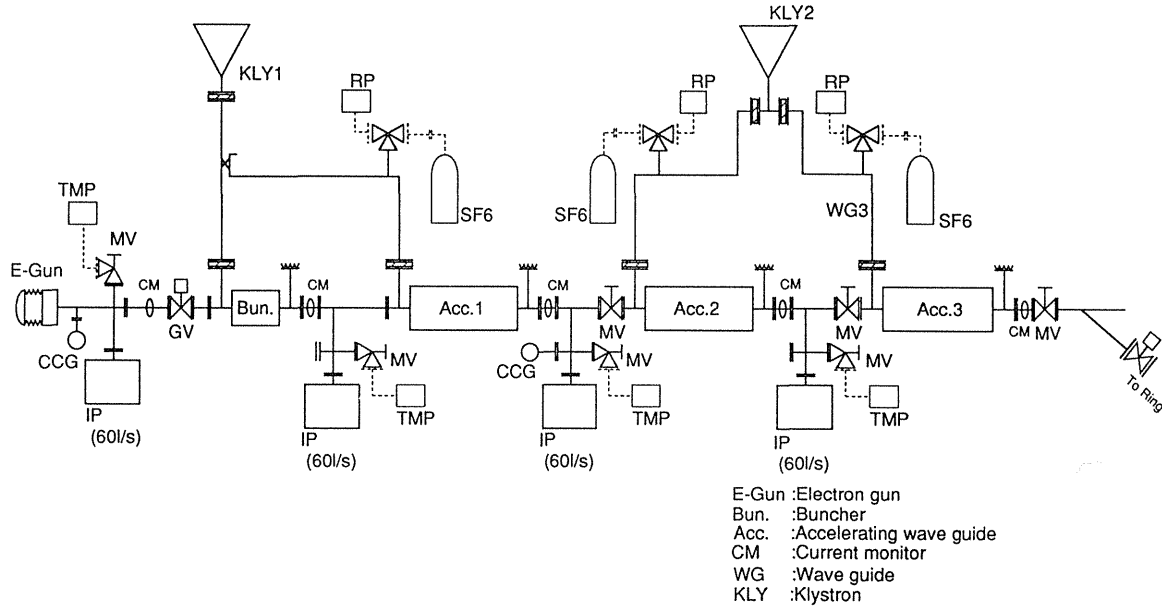 KLY2
KLY1
RP
RP
RP
TMP
SF6
SF6
WG3
SF6
MV
E-Gun
CM
CM
CM
CM
Bun.
Acc.1
Acc.2
Acc.3
GV
MV
MV
CM
MV
CCG
MV
CCG
MV
MV
To Ring
IP
(60l/s)
TMP
IP
(60l/s)
TMP
IP
(60l/s)
TMP
IP
(60l/s)
E-Gun :Electron gun
Bun. :Buncher
Acc. :Accelerating wave guide
CM :Current monitor
WG :Wave guide
KLY :Klystron